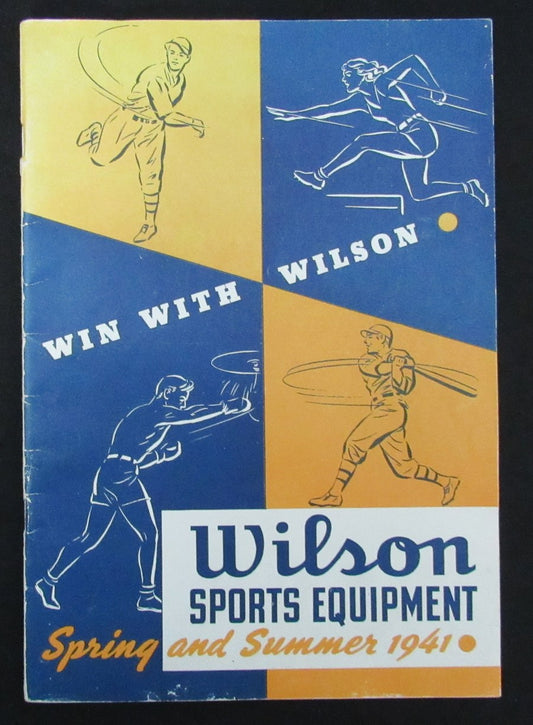 WIN WITH WILSON
Wilson
SPORTS EQUIPMENT
Spring and Summer 1941